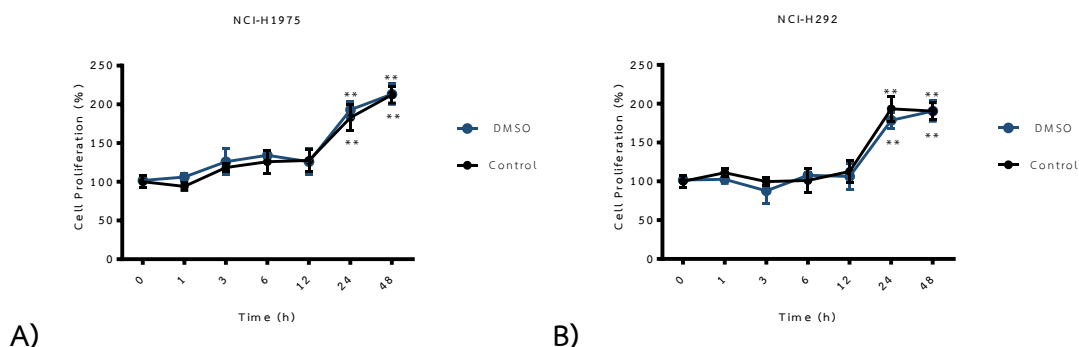 NCI-H1975
250
200
150
100
50
0
Cell Proliferation (%)
**
**
**
**
0
1
3
6
12
24
48
Time (h)
DMSO
Control
A)
NCI-H292
250
200
150
100
50
0
Cell Proliferation (%)
**
**
**
**
0
1
3
6
12
24
48
Time (h)
DMSO
Control
B)